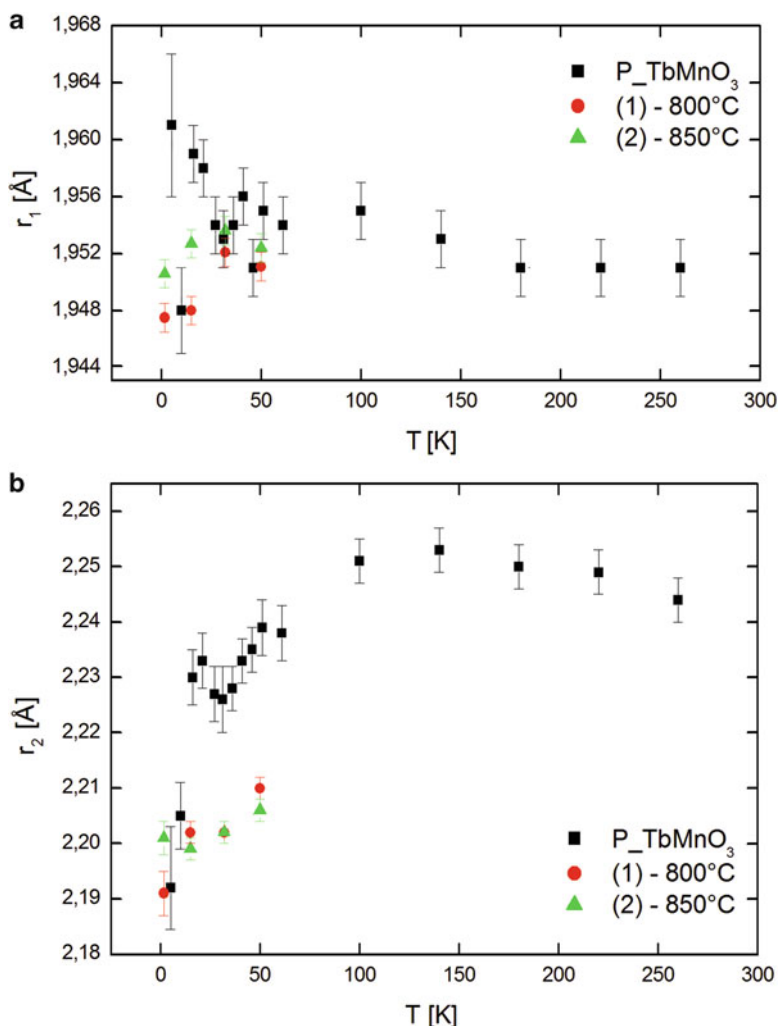 a
1,968
1,964
1,960
1,956
1,952
1,948
1,944
r₁ [Å]
P_TbMnO₃
(1) - 800°C
(2) - 850°C
0 50 100 150 200 250 300
T [K]
b
2,26
2,25
2,24
2,23
2,22
2,21
2,20
2,19
2,18
r₂ [Å]
P_TbMnO₃
(1) - 800°C
(2) - 850°C
0 50 100 150 200 250 300
T [K]